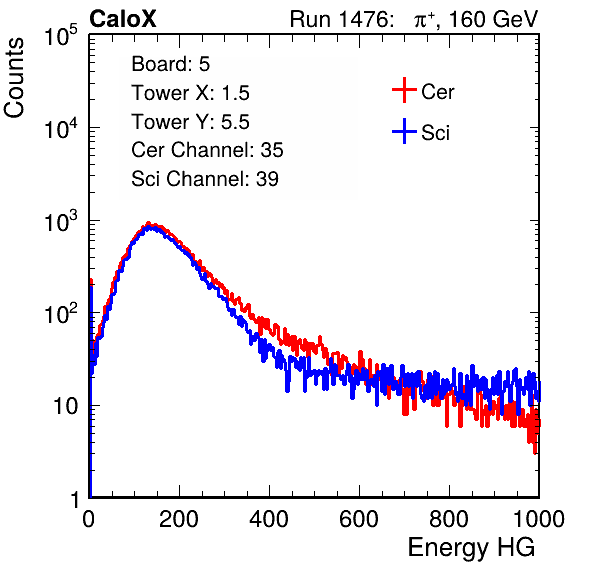 CaloX Run 1476: π⁺, 160 GeV
Counts
10⁵
10⁴
10³
10²
10
1
Board: 5
Tower X: 1.5
Tower Y: 5.5
Cer Channel: 35
Sci Channel: 39
Cer
Sci
0 200 400 600 800 1000
Energy HG